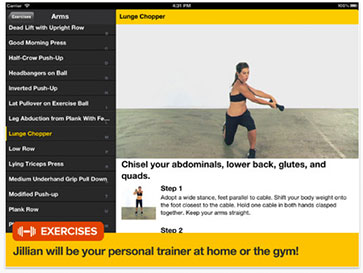 6:31 PM
100%
Exercises
Arms
Lunge Chopper
Dead Lift with Upright Row
Good Morning Press
Half-Crow Push-Up
Headbangers on Ball
Inverted Push-Up
Lat Pullover on Exercise Ball
Leg Abduction from Plank With Fe...
Lunge Chopper
Low Row
Lying Triceps Press
Medium Underhand Grip Pull Down
Modified Push-up
Plank Row
Chisel your abdominals, lower back, glutes, and
quads.
Step 1
Adopt a wide stance, feet parallel to cable. Shift your body weight onto
the foot closest to the cable. Hold one cable in both hands clasped
together. Keep your arms straight.
Step 2
EXERCISES
Jillian will be your personal trainer at home or the gym!